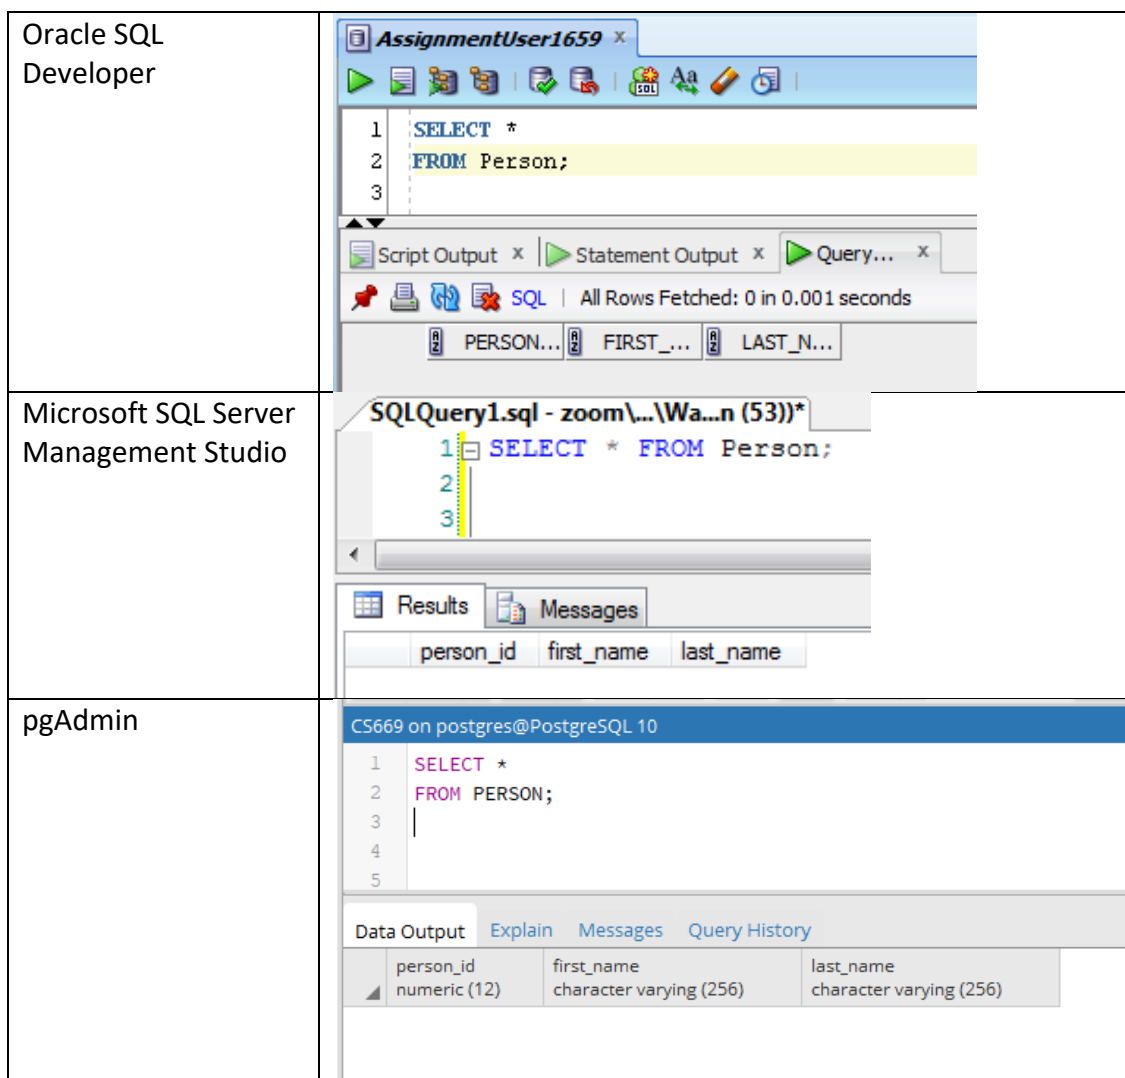 Oracle SQL
Developer
AssignmentUser1659 x
1 SELECT *
2 FROM Person;
3
Script Output x Statement Output x Query... x
SQL | All Rows Fetched: 0 in 0.001 seconds
PERSON... FIRST_... LAST_N...
Microsoft SQL Server
Management Studio
SQLQuery1.sql - zoom\...\Wa...n (53))*
1 SELECT * FROM Person;
2
3
Results Messages
person_id first_name last_name
pgAdmin
CS669 on postgres@PostgreSQL 10
1 SELECT *
2 FROM PERSON;
3
4
5
Data Output Explain Messages Query History
person_id first_name last_name
numeric (12) character varying (256) character varying (256)